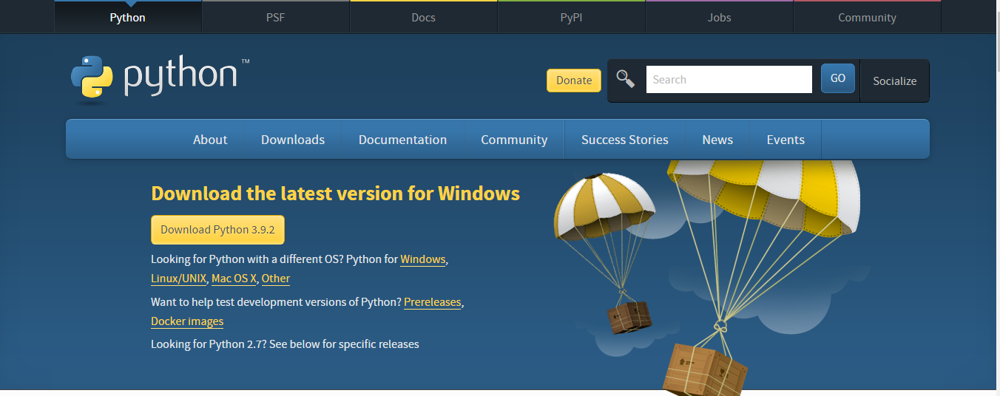 Python PSF Docs PyPI Jobs Community
python™
Donate Search GO Socialize
About Downloads Documentation Community Success Stories News Events
Download the latest version for Windows
Download Python 3.9.2
Looking for Python with a different OS? Python for Windows,
Linux/UNIX, Mac OS X, Other
Want to help test development versions of Python? Prereleases,
Docker images
Looking for Python 2.7? See below for specific releases